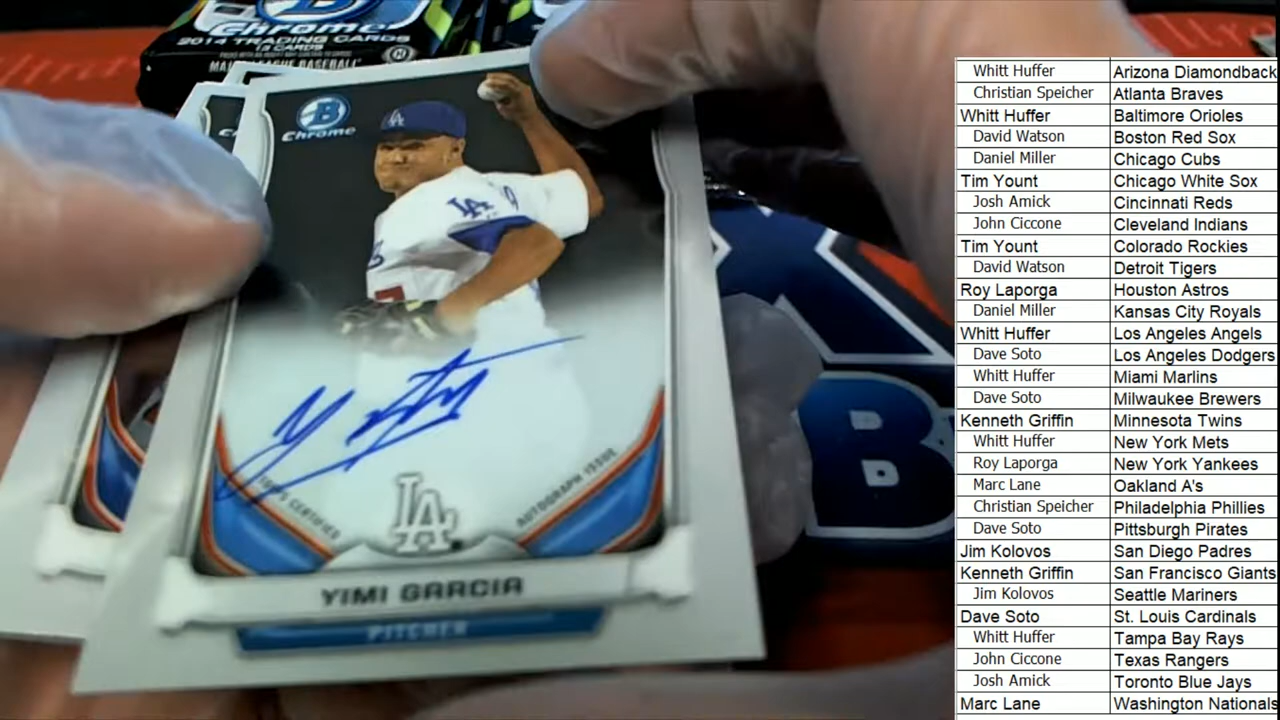 Chrome
2014 TRADING CARDS
13 CARDS
MAJOR LEAGUE BASEBALL
B
Chrome
LA
LA
TOPPS CERTIFIED
AUTOGRAPH ISSUE
LA
YIMI GARCIA
PITCHER
B
Whitt Huffer Arizona Diamondback
Christian Speicher Atlanta Braves
Whitt Huffer Baltimore Orioles
David Watson Boston Red Sox
Daniel Miller Chicago Cubs
Tim Yount Chicago White Sox
Josh Amick Cincinnati Reds
John Ciccone Cleveland Indians
Tim Yount Colorado Rockies
David Watson Detroit Tigers
Roy Laporga Houston Astros
Daniel Miller Kansas City Royals
Whitt Huffer Los Angeles Angels
Dave Soto Los Angeles Dodgers
Whitt Huffer Miami Marlins
Dave Soto Milwaukee Brewers
Kenneth Griffin Minnesota Twins
Whitt Huffer New York Mets
Roy Laporga New York Yankees
Marc Lane Oakland A's
Christian Speicher Philadelphia Phillies
Dave Soto Pittsburgh Pirates
Jim Kolovos San Diego Padres
Kenneth Griffin San Francisco Giants
Jim Kolovos Seattle Mariners
Dave Soto St. Louis Cardinals
Whitt Huffer Tampa Bay Rays
John Ciccone Texas Rangers
Josh Amick Toronto Blue Jays
Marc Lane Washington Nationals